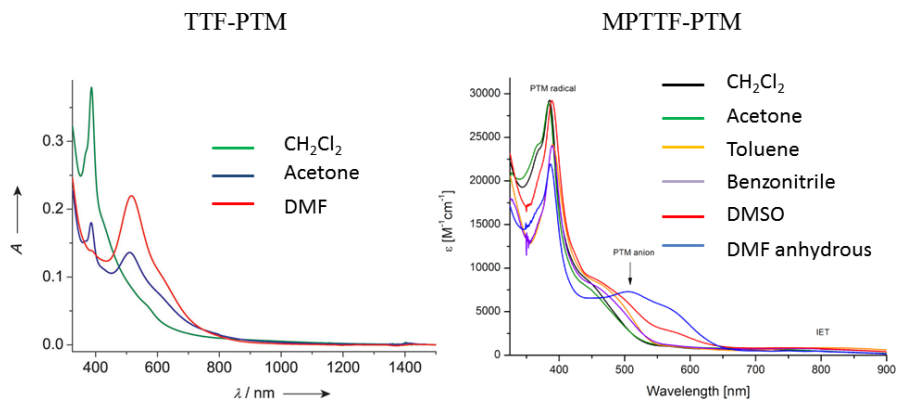 TTF-PTM
MPTTF-PTM
A
0.3
0.2
0.1
0.0
400
600
800
1000
1200
1400
λ / nm
CH₂Cl₂
Acetone
DMF
ε [M⁻¹cm⁻¹]
30000
25000
20000
15000
10000
5000
0
400
500
600
700
800
900
Wavelength [nm]
PTM radical
PTM anion
IET
CH₂Cl₂
Acetone
Toluene
Benzonitrile
DMSO
DMF anhydrous